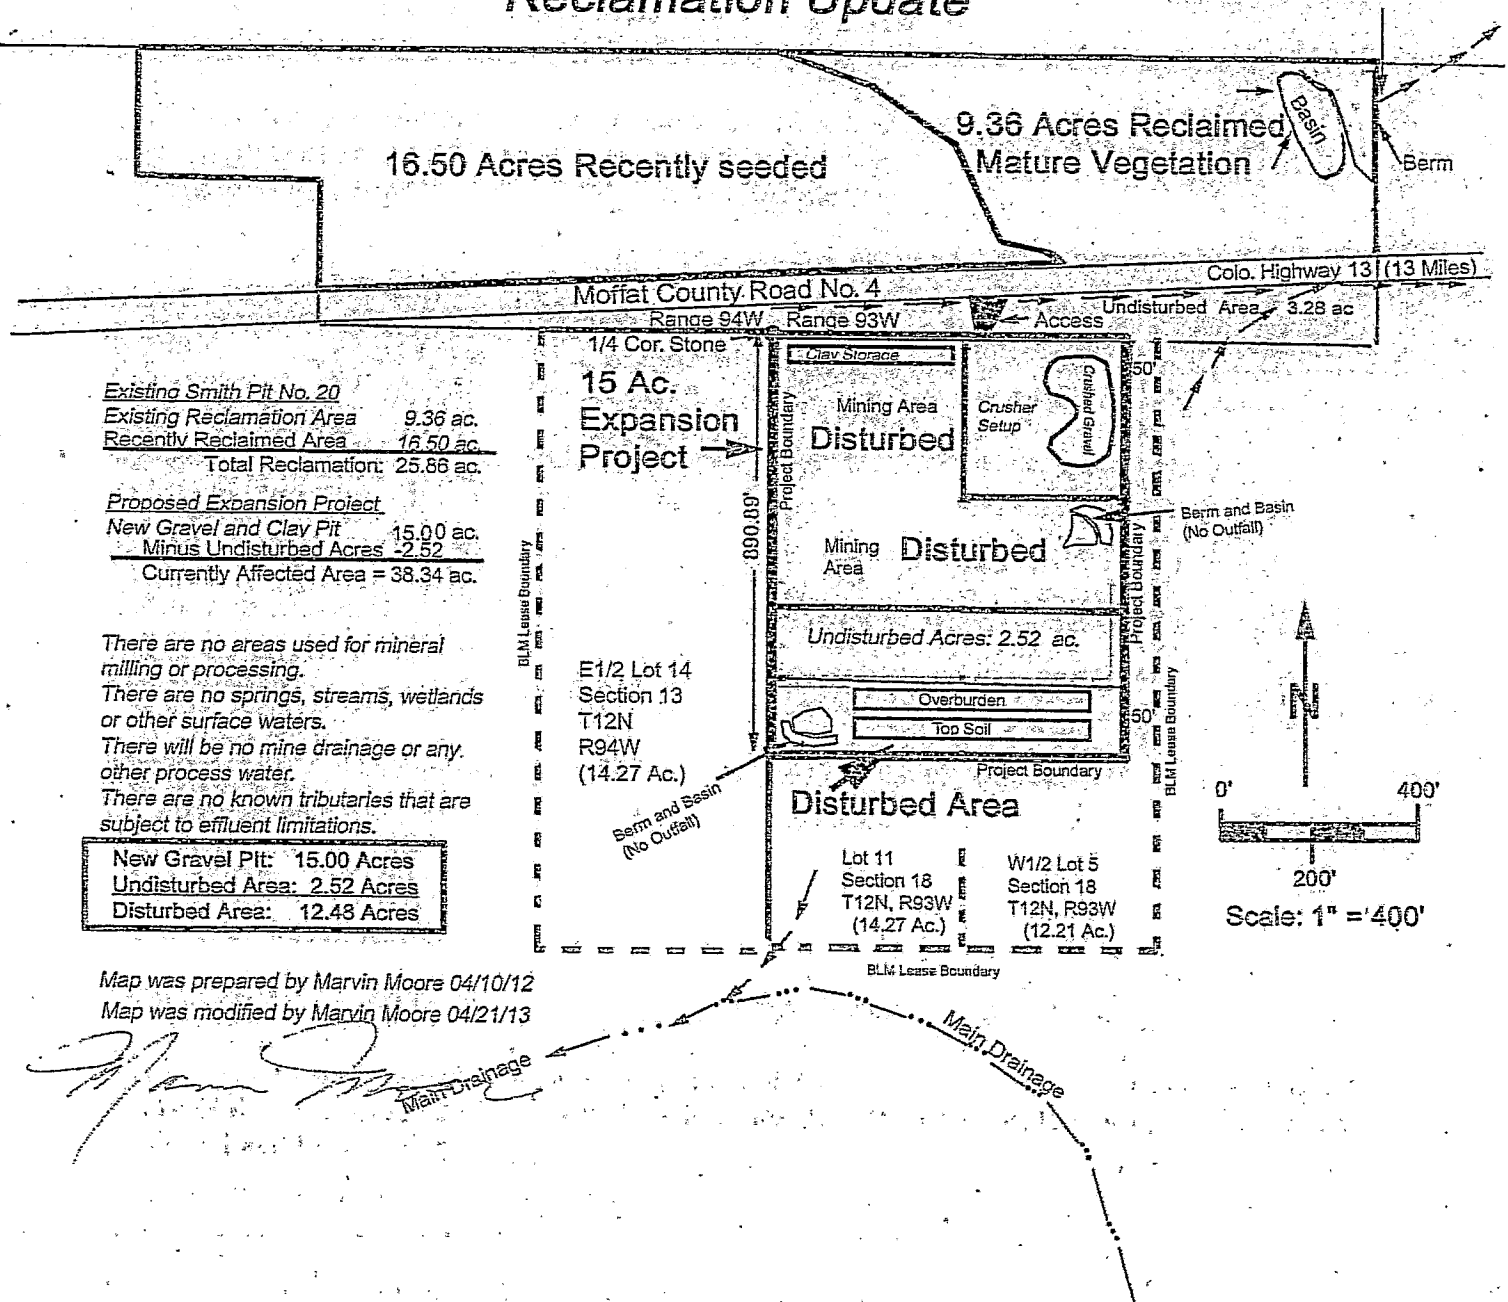 Reclamation Update
16.50 Acres Recently seeded
9.36 Acres Reclaimed
Mature Vegetation
Basin
Berm
Colo. Highway 13 (13 Miles)
Moffat County Road No. 4
Undisturbed Area 3.28 ac
Range 94W Range 93W
Access
1/4 Cor. Stone
Clay Storage
50'
15 Ac.
Expansion
Project
Project Boundary
890.89'
Mining Area
Disturbed
Crusher
Setup
Crushed Gravel
Existing Smith Pit No. 20
Existing Reclamation Area 9.36 ac.
Recently Reclaimed Area 16.50 ac.
Total Reclamation: 25.86 ac.
Proposed Expansion Project
New Gravel and Clay Pit 15.00 ac.
Minus Undisturbed Acres -2.52
Currently Affected Area = 38.34 ac.
Berm and Basin
(No Outfall)
Mining
Area
Disturbed
Project Boundary
BLM Lease Boundary
Undisturbed Acres: 2.52 ac.
There are no areas used for mineral
milling or processing.
There are no springs, streams, wetlands
or other surface waters.
There will be no mine drainage or any.
other process water.
There are no known tributaries that are
subject to effluent limitations.
E1/2 Lot 14
Section 13
T12N
R94W
(14.27 Ac.)
Overburden
Top Soil
50'
BLM Lease Boundary
N
Project Boundary
Berm and Basin
(No Outfall)
Disturbed Area
0' 400'
200'
Scale: 1" = 400'
New Gravel Pit: 15.00 Acres
Undisturbed Area: 2.52 Acres
Disturbed Area: 12.48 Acres
Lot 11
Section 18
T12N, R93W
(14.27 Ac.)
W1/2 Lot 5
Section 18
T12N, R93W
(12.21 Ac.)
BLM Lease Boundary
Map was prepared by Marvin Moore 04/10/12
Map was modified by Marvin Moore 04/21/13
Main Drainage
Main Drainage